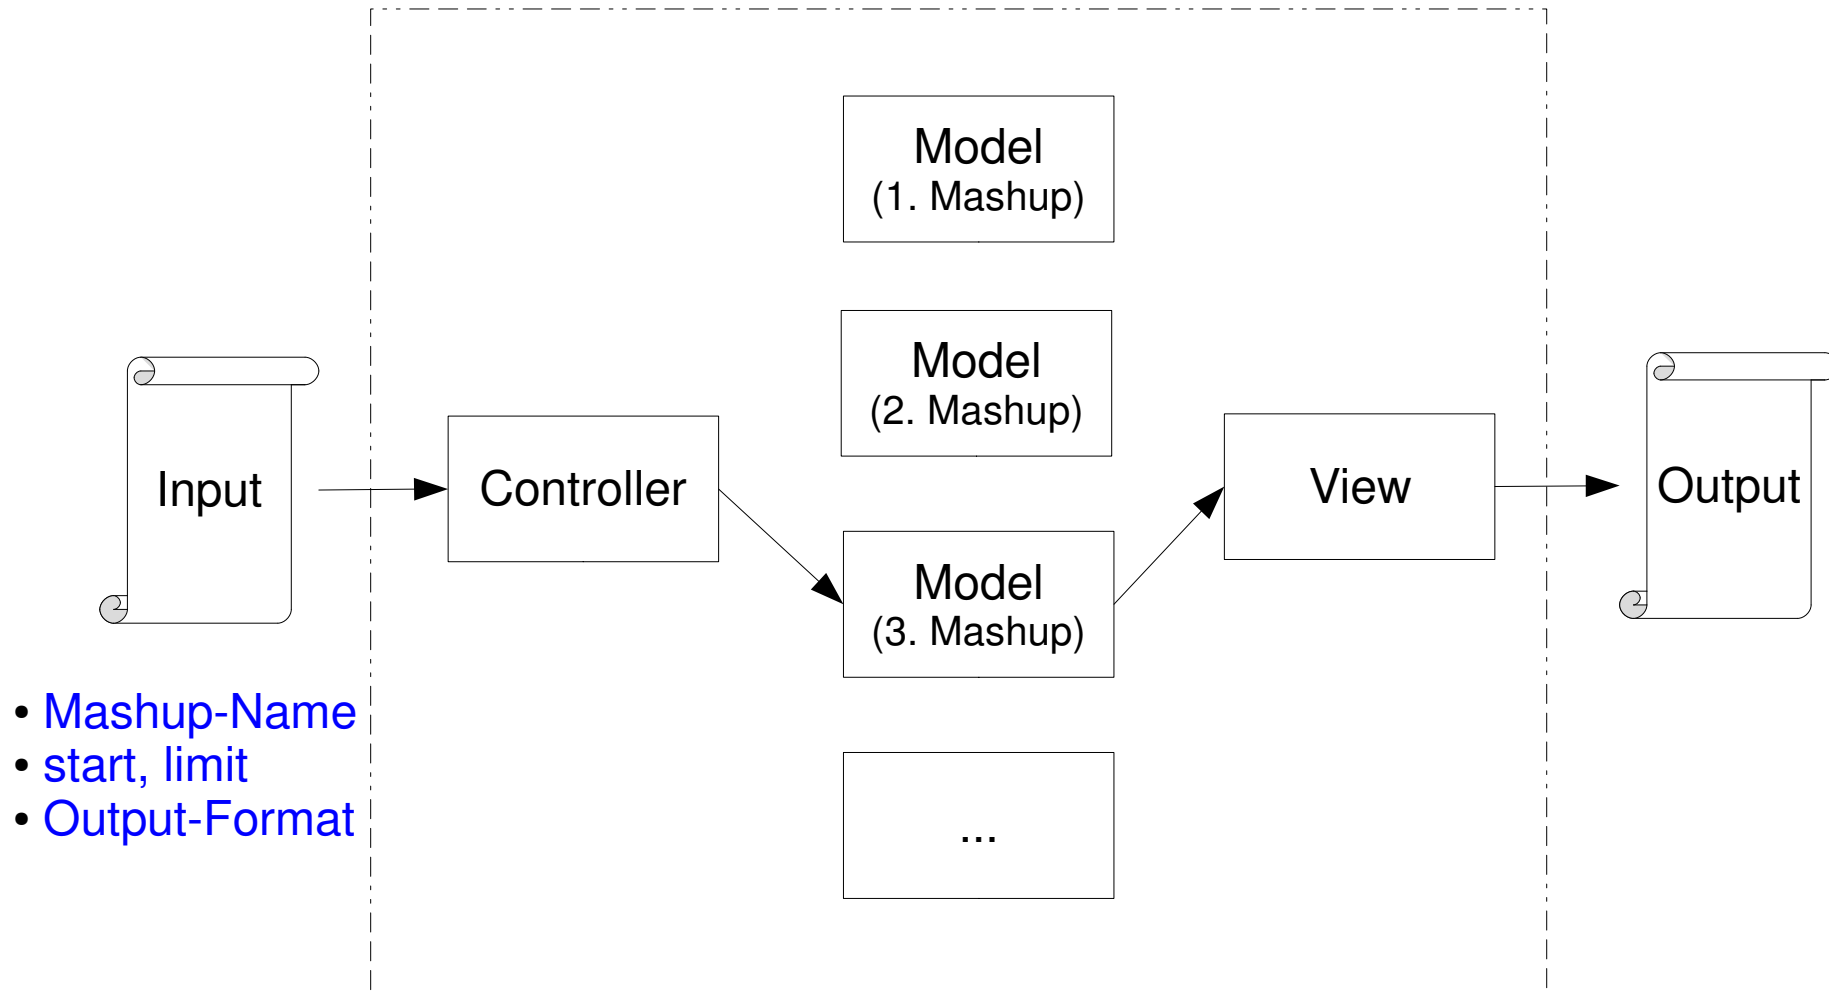 Model
(1. Mashup)
Model
(2. Mashup)
Input
Controller
View
Output
Model
(3. Mashup)
• Mashup-Name
• start, limit
• Output-Format
...